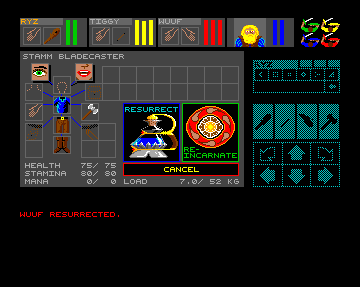 RYZ
TIGGY
WUUF
STAMM BLADECASTER
RYZ
RESURRECT
RE-
INCARNATE
HEALTH 75/ 75
STAMINA 80/ 80
CANCEL
MANA 0/ 0
LOAD 7.0/ 52 KG
WUUF RESURRECTED.